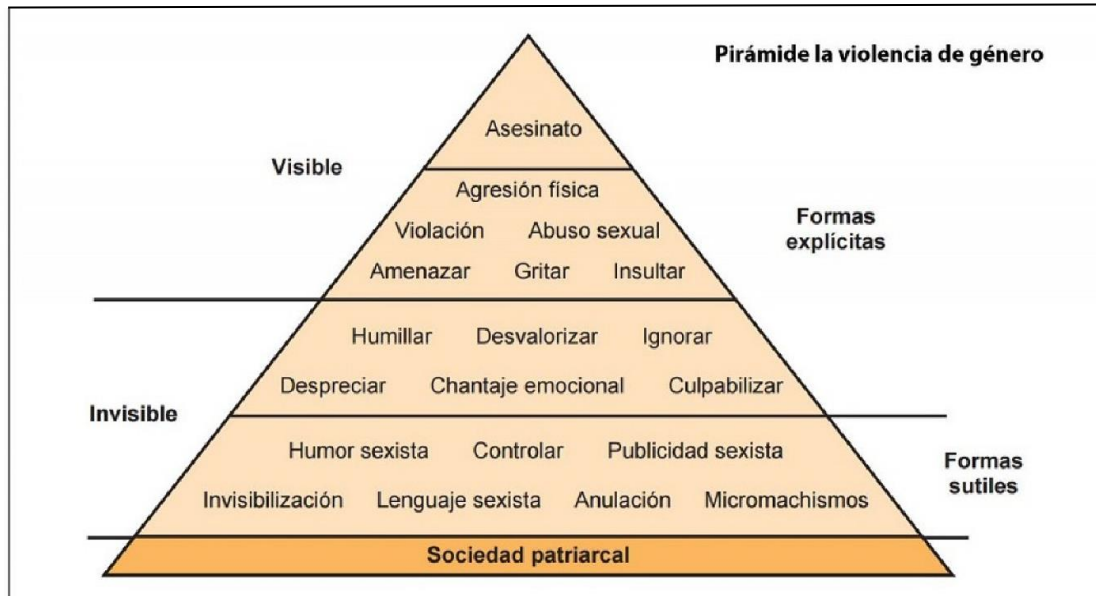 Pirámide la violencia de género
Asesinato
Visible
Agresión física
Violación Abuso sexual
Formas
explícitas
Amenazar Gritar Insultar
Humillar Desvalorizar Ignorar
Despreciar Chantaje emocional Culpabilizar
Invisible
Humor sexista Controlar Publicidad sexista
Formas
sutiles
Invisibilización Lenguaje sexista Anulación Micromachismos
Sociedad patriarcal